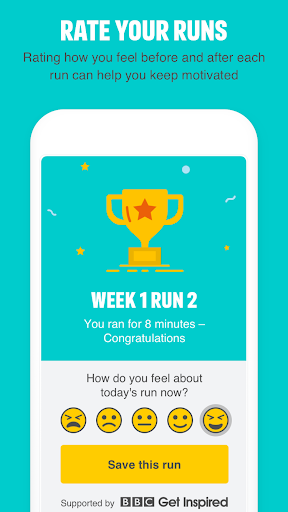 RATE YOUR RUNS
Rating how you feel before and after each
run can help you keep motivated
WEEK 1 RUN 2
You ran for 8 minutes –
Congratulations
How do you feel about
today's run now?
Save this run
Supported by BBC Get Inspired